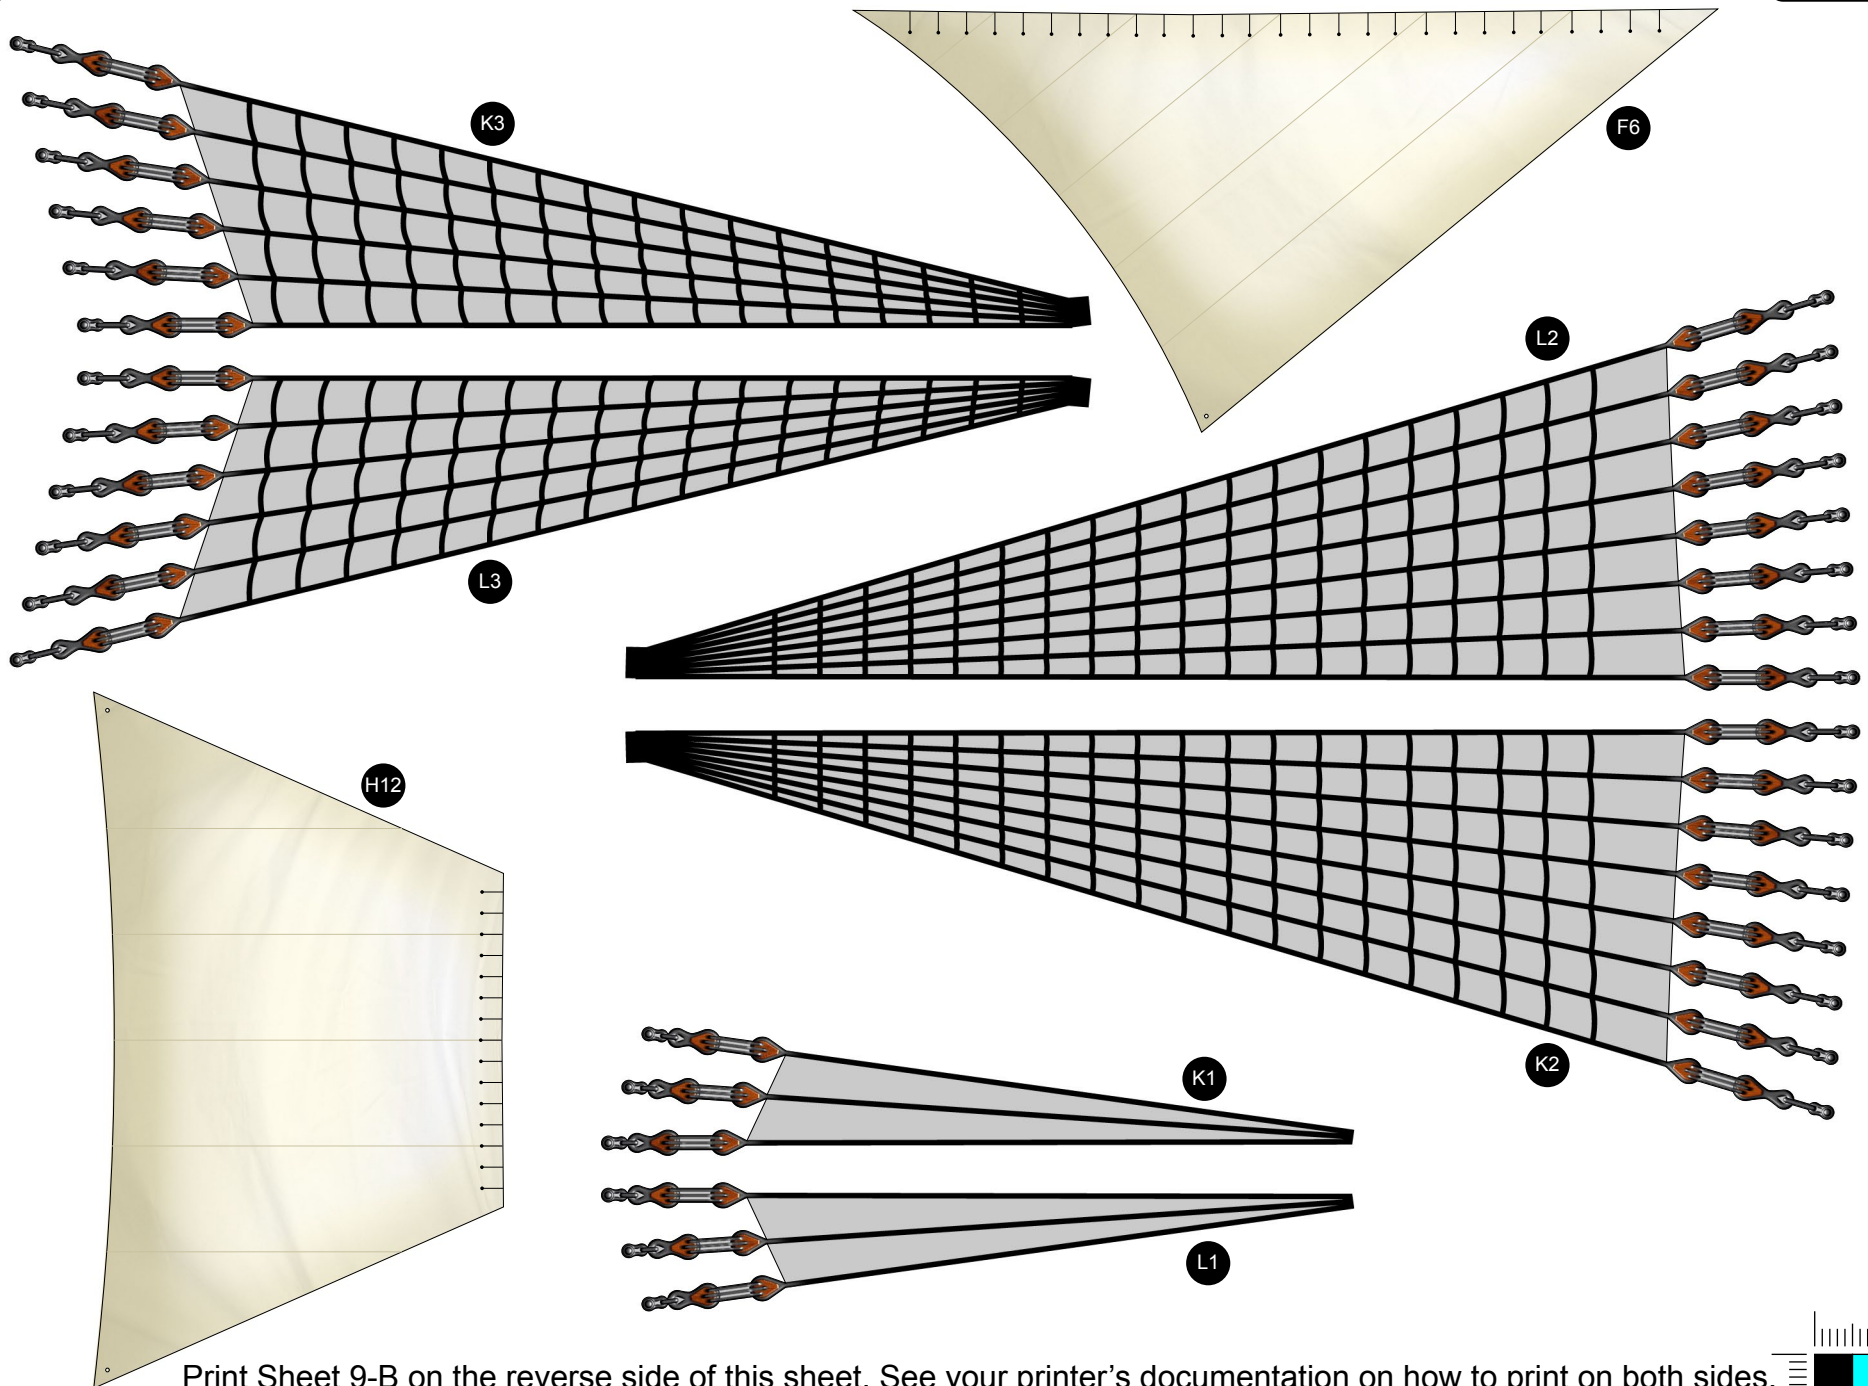 K3
F6
L2
L3
H12
K1
K2
L1
Print Sheet 9-B on the reverse side of this sheet. See your printer's documentation on how to print on both sides.